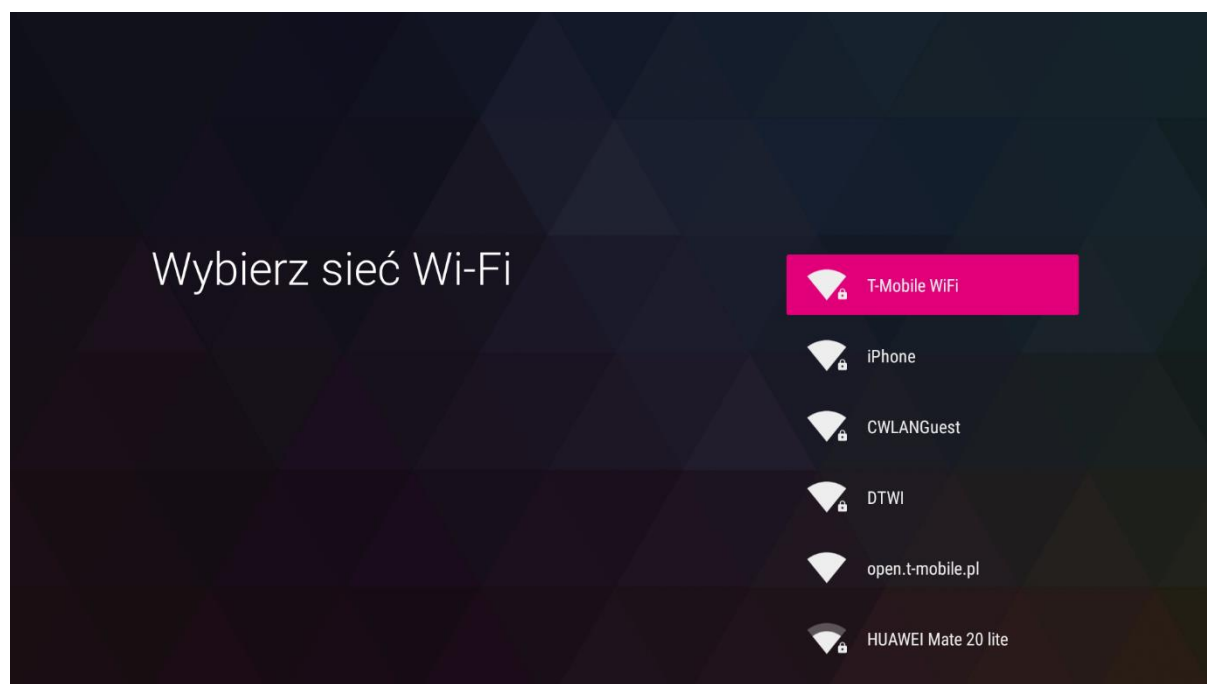 Wybierz sieć Wi-Fi
T-Mobile WiFi
iPhone
CWLANGuest
DTWI
open.t-mobile.pl
HUAWEI Mate 20 lite